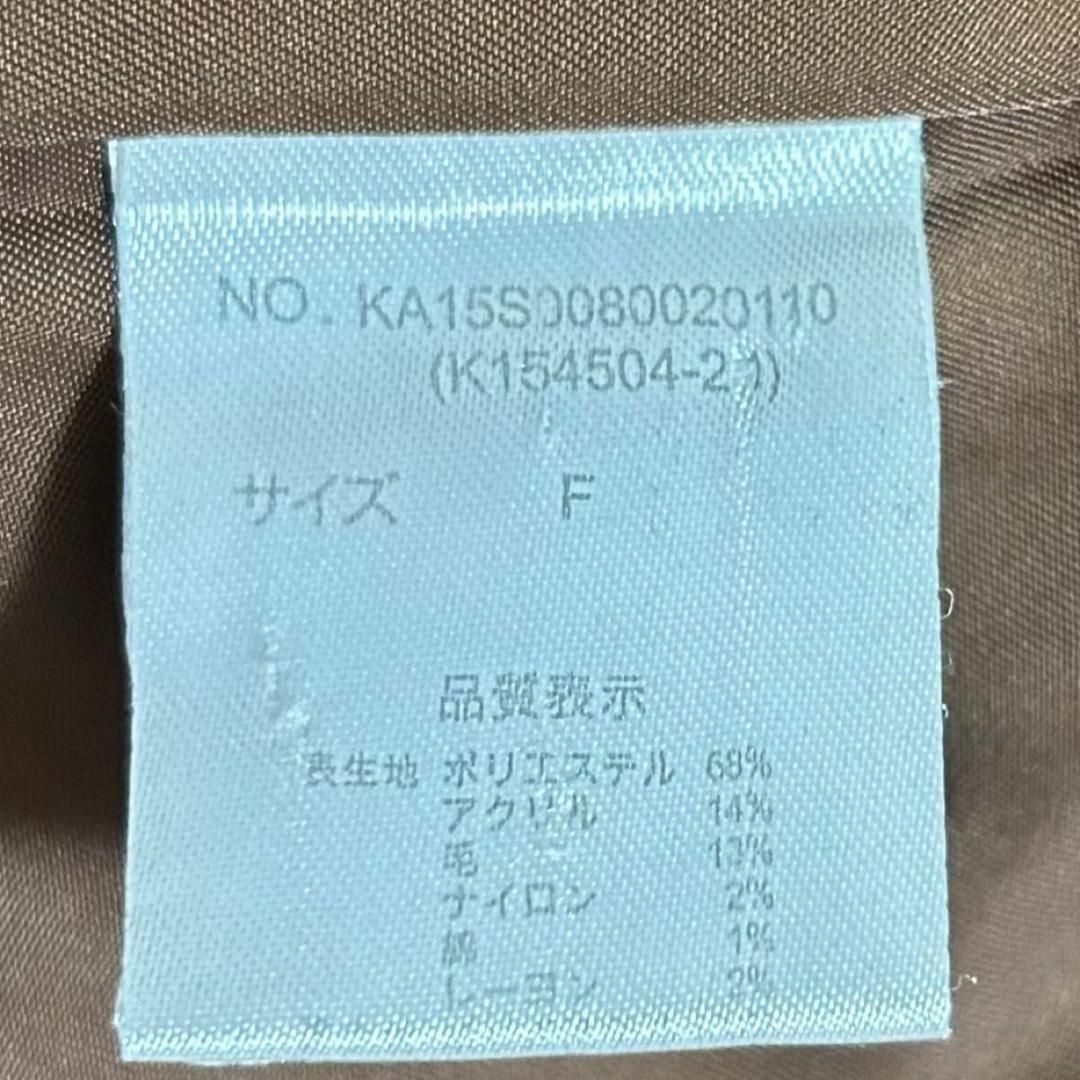 NO. KA15S0080020110
(K154504-20)
サイズ F
品質表示
表生地 ポリエステル 68%
アクリル 14%
毛 13%
ナイロン 2%
綿 1%
レーヨン 2%